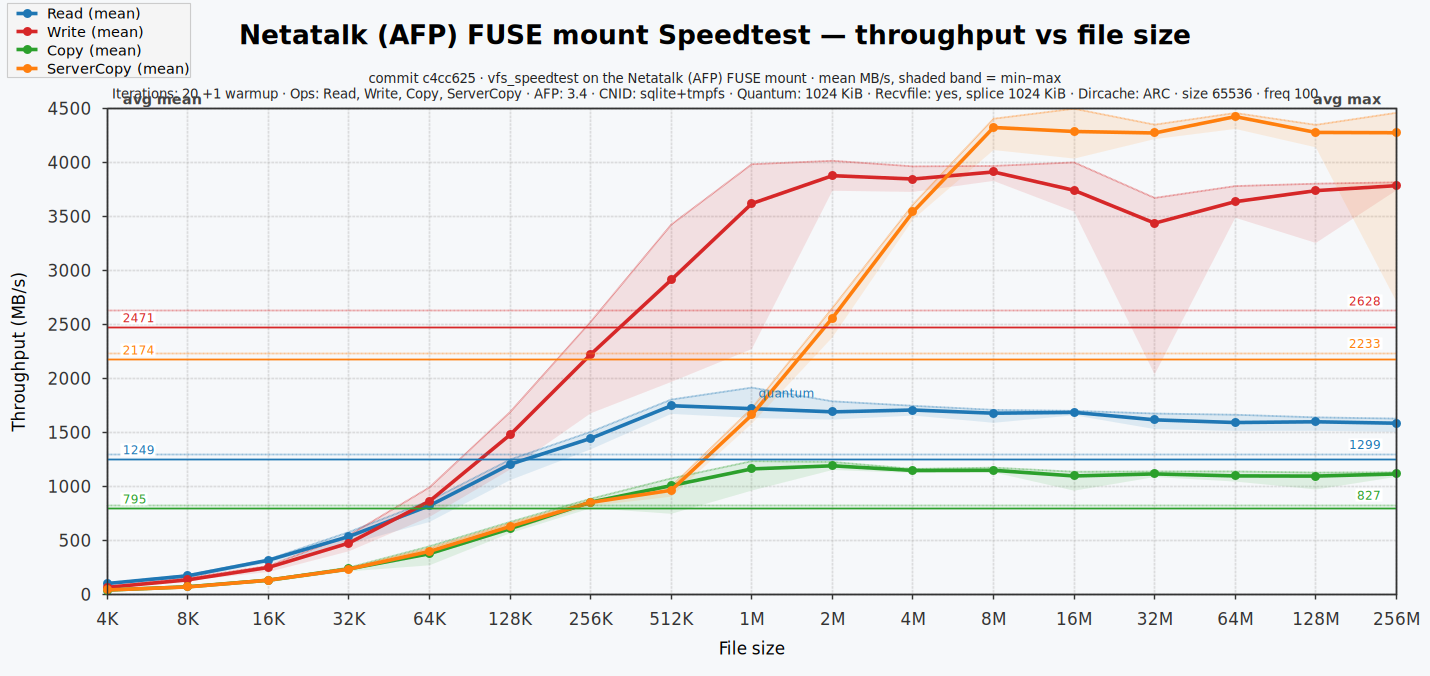 Read (mean)
Write (mean)
Copy (mean)
ServerCopy (mean)
Netatalk (AFP) FUSE mount Speedtest — throughput vs file size
commit c4cc625 · vfs_speedtest on the Netatalk (AFP) FUSE mount · mean MB/s, shaded band = min–max
Iterations: 20 +1 warmup · Ops: Read, Write, Copy, ServerCopy · AFP: 3.4 · CNID: sqlite+tmpfs · Quantum: 1024 KiB · Recvfile: yes, splice 1024 KiB · Dircache: ARC · size 65536 · freq 100
avg mean
avg max
4500
4000
3500
3000
2500
2000
1500
1000
500
0
Throughput (MB/s)
2471
2628
2174
2233
quantum
1249
1299
795
827
4K 8K 16K 32K 64K 128K 256K 512K 1M 2M 4M 8M 16M 32M 64M 128M 256M
File size